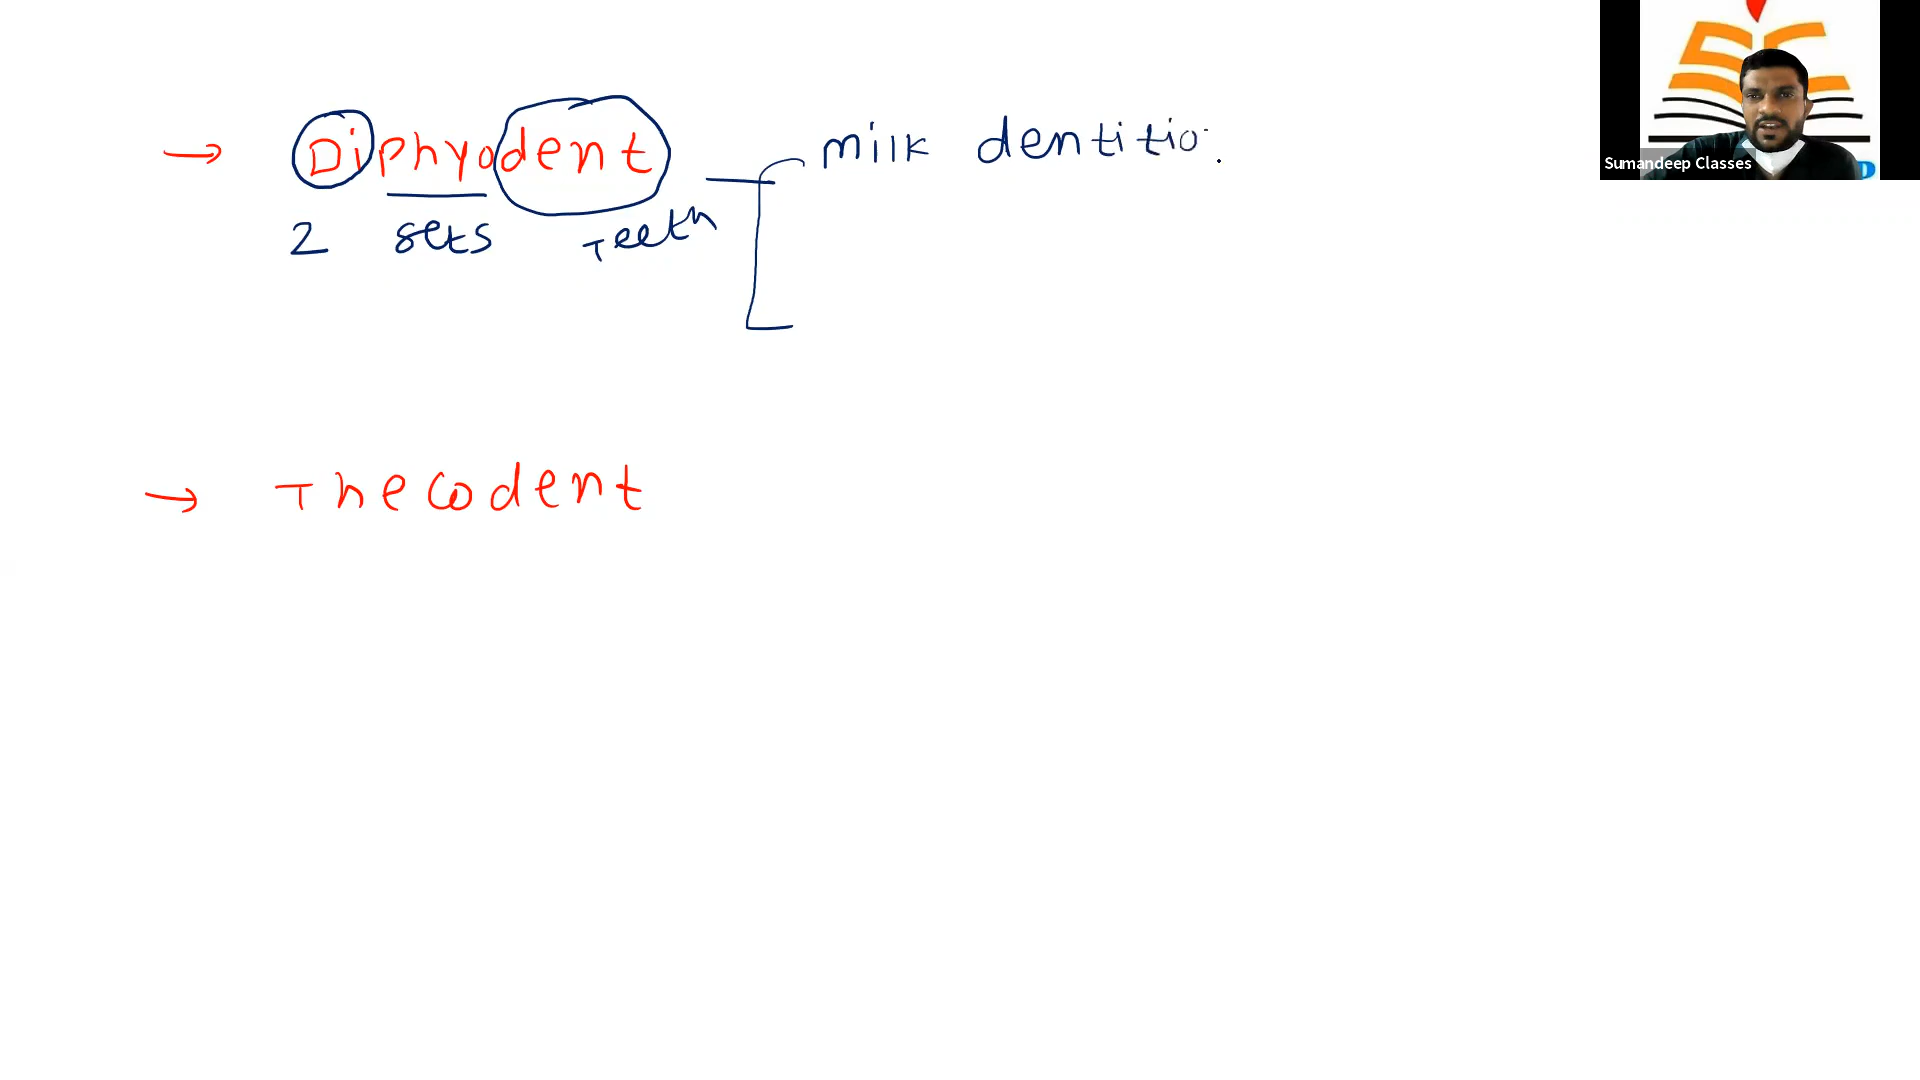 → Diphyodent milk dentitio
2 sets Teeth
→ Thecodent
Sumandeep Classes